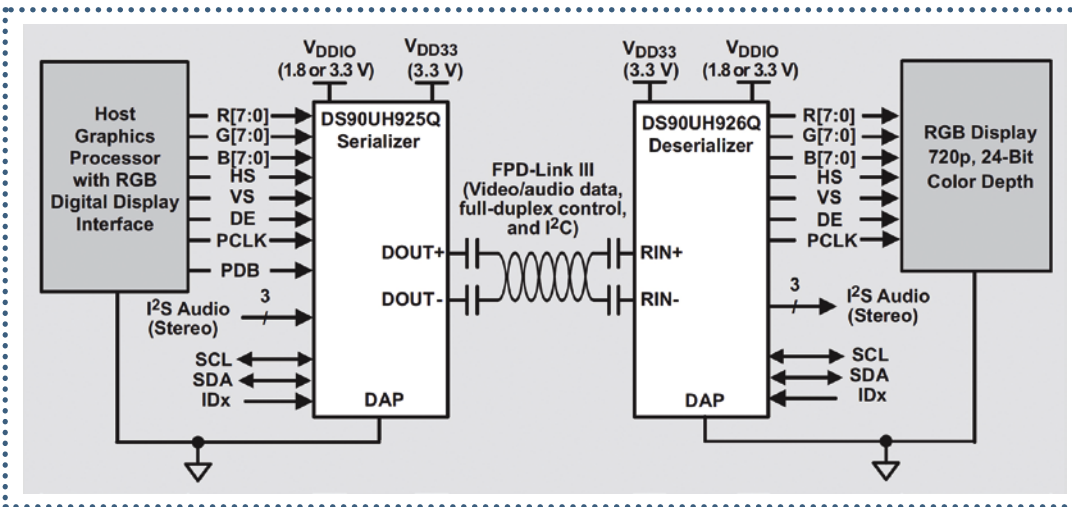 VDDIO
(1.8 or 3.3 V)
VDD33
(3.3 V)
VDD33
(3.3 V)
VDDIO
(1.8 or 3.3 V)
Host
Graphics
Processor
with RGB
Digital Display
Interface
R[7:0]
G[7:0]
B[7:0]
HS
VS
DE
PCLK
PDB
I2S Audio
(Stereo)
3
SCL
SDA
IDx
DS90UH925Q
Serializer
DOUT+
DOUT-
DAP
FPD-Link III
(Video/audio data,
full-duplex control,
and I2C)
DS90UH926Q
Deserializer
RIN+
RIN-
DAP
R[7:0]
G[7:0]
B[7:0]
HS
VS
DE
PCLK
3
I2S Audio
(Stereo)
SCL
SDA
IDx
RGB Display
720p, 24-Bit
Color Depth